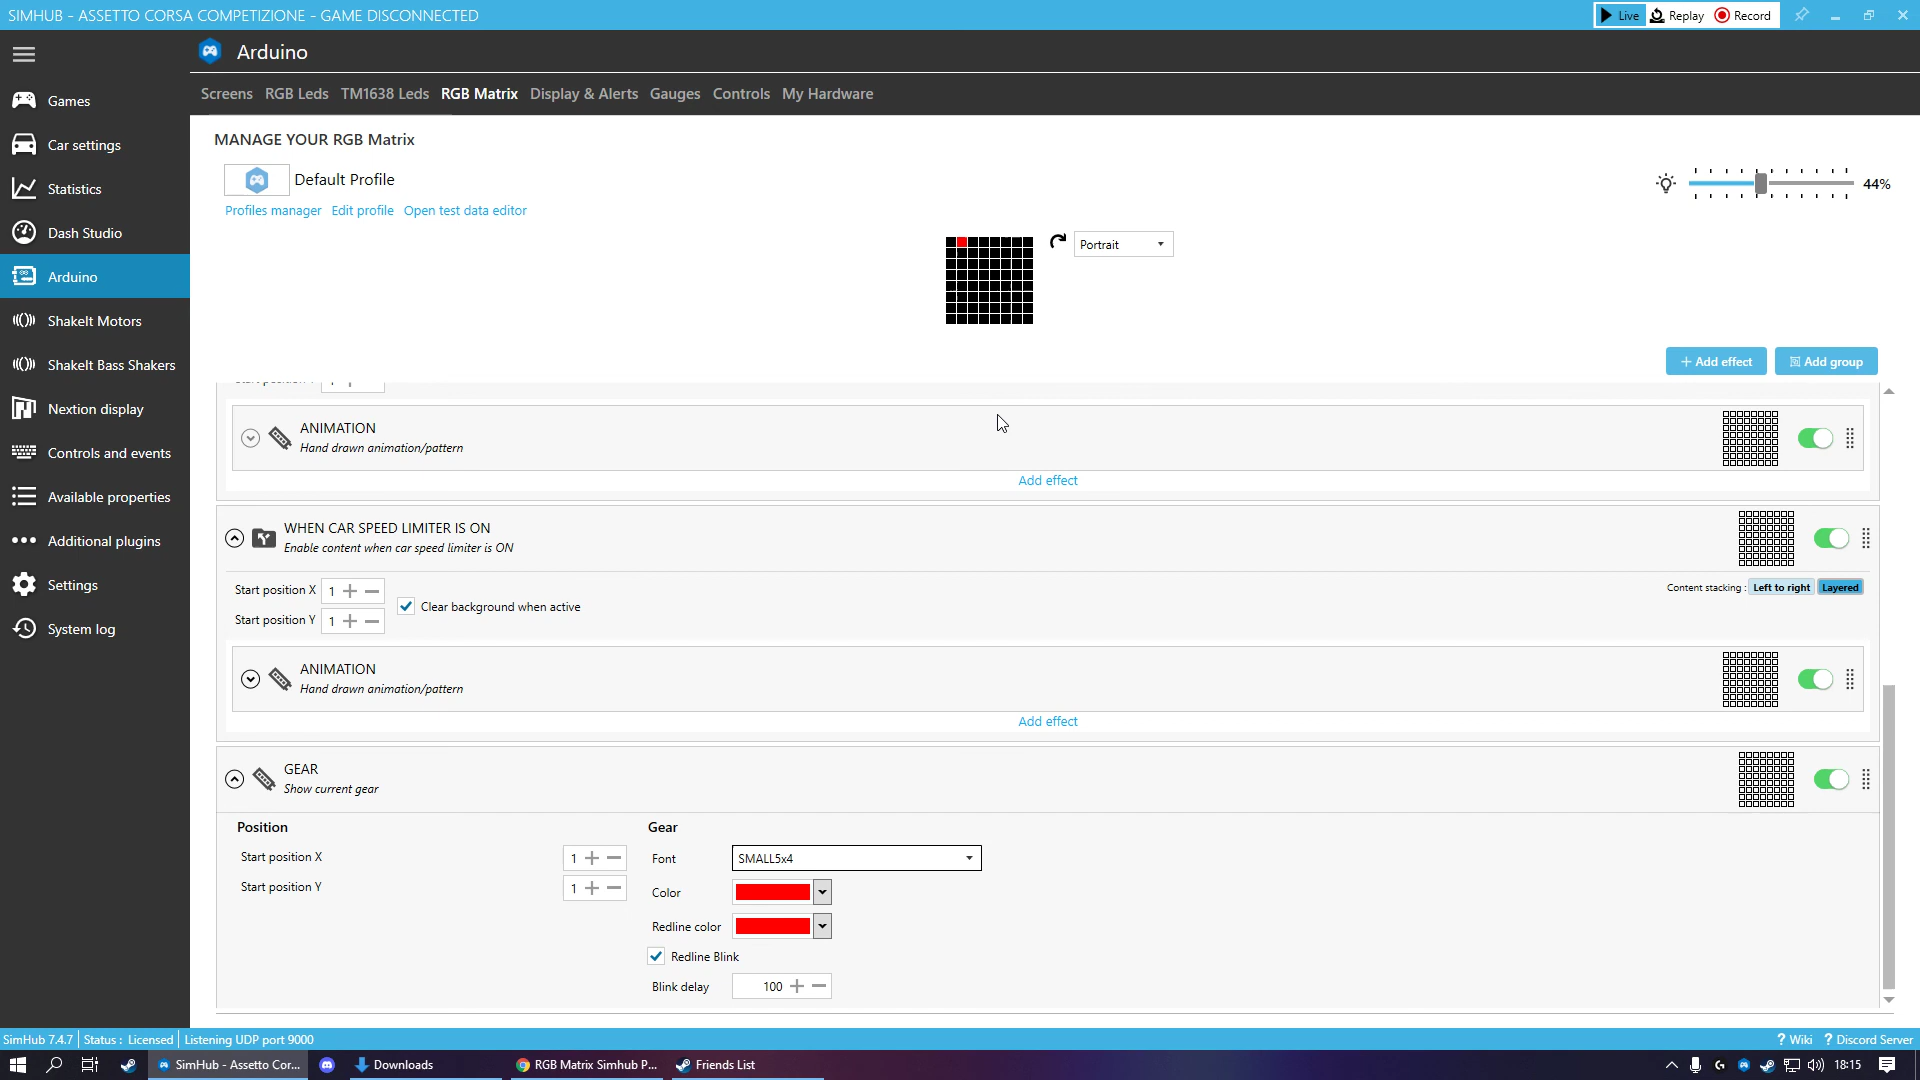 SIMHUB - ASSETTO CORSA COMPETIZIONE - GAME DISCONNECTED
Live Replay Record
Arduino
Screens RGB Leds TM1638 Leds RGB Matrix Display & Alerts Gauges Controls My Hardware
Games
Car settings
Statistics
Dash Studio
Arduino
ShakeIt Motors
ShakeIt Bass Shakers
Nextion display
Controls and events
Available properties
Additional plugins
Settings
System log
MANAGE YOUR RGB Matrix
Default Profile
Profiles manager Edit profile Open test data editor
44%
Portrait
Add effect Add group
ANIMATION
Hand drawn animation/pattern
Add effect
WHEN CAR SPEED LIMITER IS ON
Enable content when car speed limiter is ON
Start position X 1
Start position Y 1
Clear background when active
Content stacking : Left to right Layered
ANIMATION
Hand drawn animation/pattern
Add effect
GEAR
Show current gear
Position
Start position X 1
Start position Y 1
Gear
Font SMALL5x4
Color
Redline color
Redline Blink
Blink delay 100
SimHub 7.4.7 Status : Licensed Listening UDP port 9000
? Wiki ? Discord Server
SimHub - Assetto Cor... Downloads RGB Matrix Simhub P... Friends List 18:15